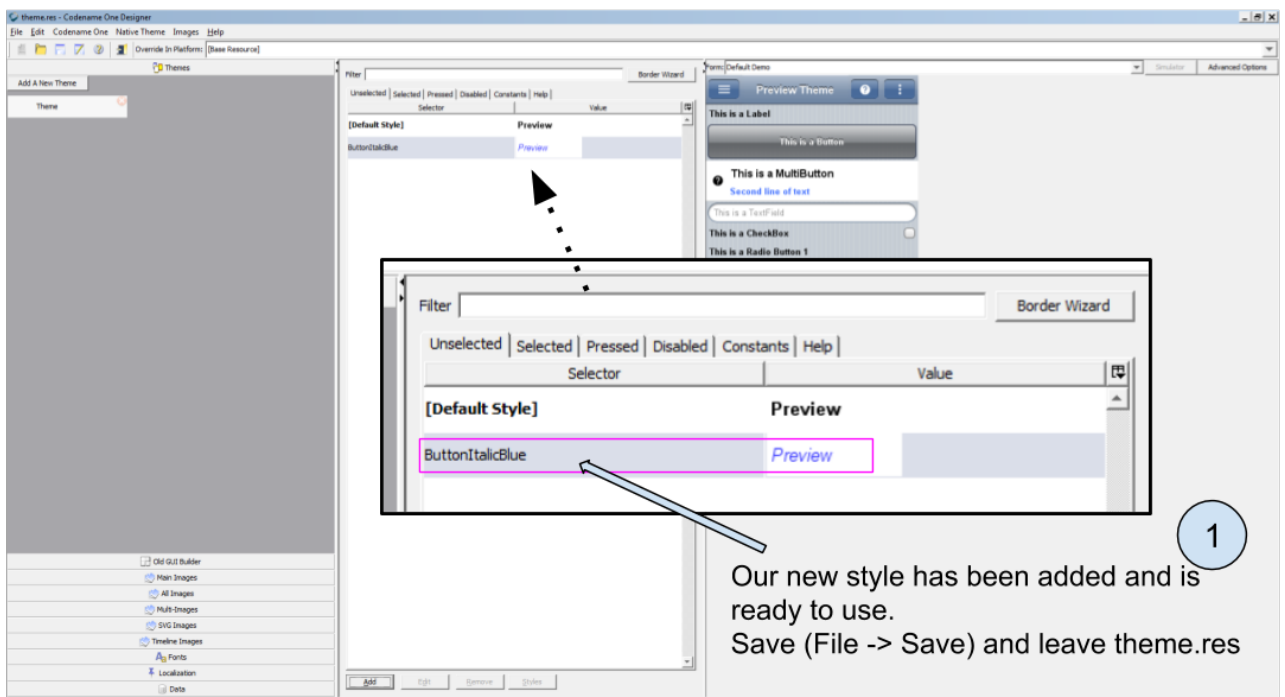 theme.res - Codename One Designer
File Edit Codename One Native Theme Images Help
Override In Platform: [Base Resource]
Themes
Add A New Theme
Theme
Filter
Border Wizard
Unselected Selected Pressed Disabled Constants Help
Selector Value
[Default Style] Preview
ButtonItalicBlue Preview
Form: Default Demo
Simulator
Advanced Options
Preview Theme
This is a Label
This is a Button
This is a MultiButton
Second line of text
This is a TextField
This is a CheckBox
This is a Radio Button 1
Filter
Border Wizard
Unselected Selected Pressed Disabled Constants Help
Selector Value
[Default Style] Preview
ButtonItalicBlue Preview
1
Our new style has been added and is
ready to use.
Save (File -> Save) and leave theme.res
Old GUI Builder
Main Images
All Images
Multi-Images
SVG Images
Timeline Images
Fonts
Localization
Data
Add Edit Remove Styles